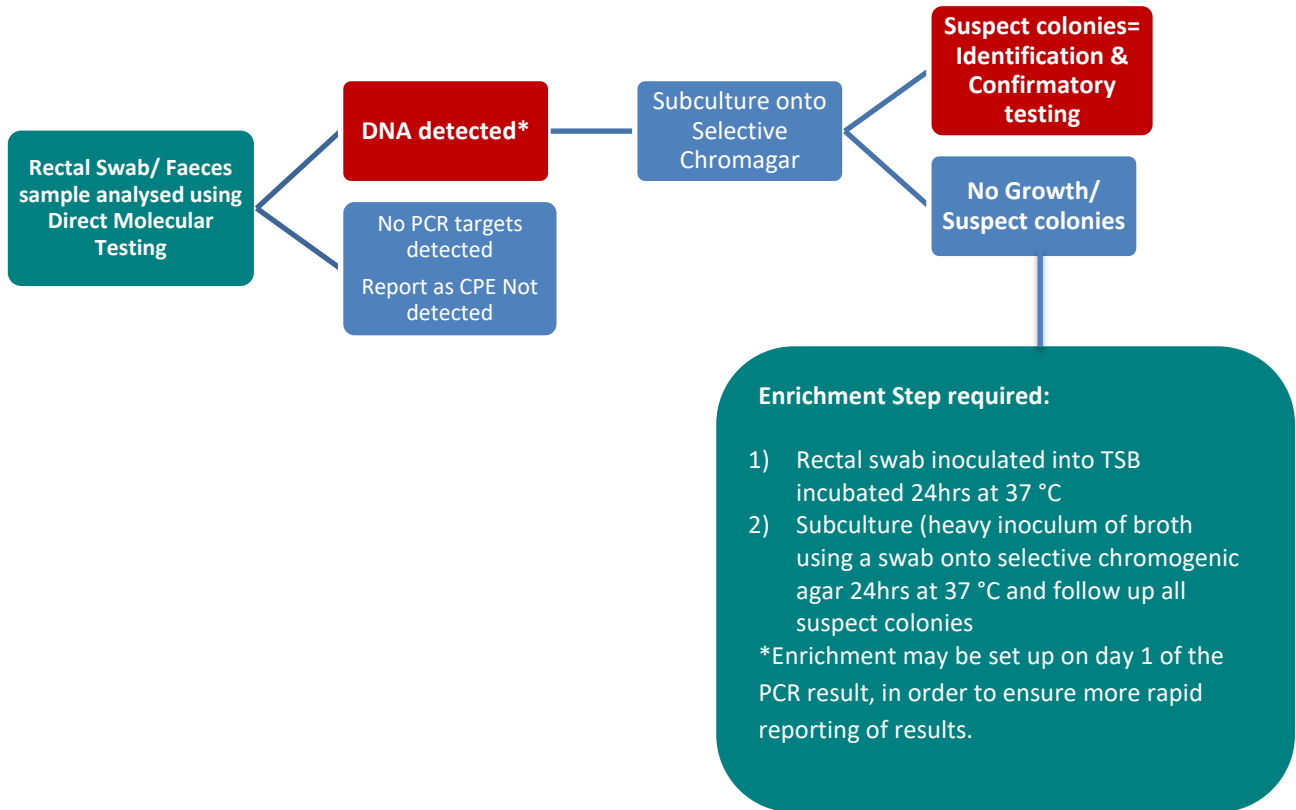 Rectal Swab/ Faeces
sample analysed using
Direct Molecular
Testing
DNA detected*
No PCR targets
detected
Report as CPE Not
detected
Subculture onto
Selective
Chromagar
Suspect colonies=
Identification &
Confirmatory
testing
No Growth/
Suspect colonies
Enrichment Step required:
1) Rectal swab inoculated into TSB
incubated 24hrs at 37 °C
2) Subculture (heavy inoculum of broth
using a swab onto selective chromogenic
agar 24hrs at 37 °C and follow up all
suspect colonies
*Enrichment may be set up on day 1 of the
PCR result, in order to ensure more rapid
reporting of results.